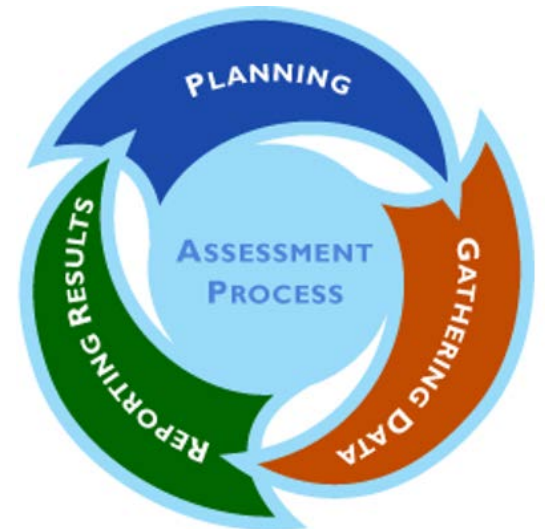 PLANNING
GATHERING DATA
REPORTING RESULTS
ASSESSMENT
PROCESS